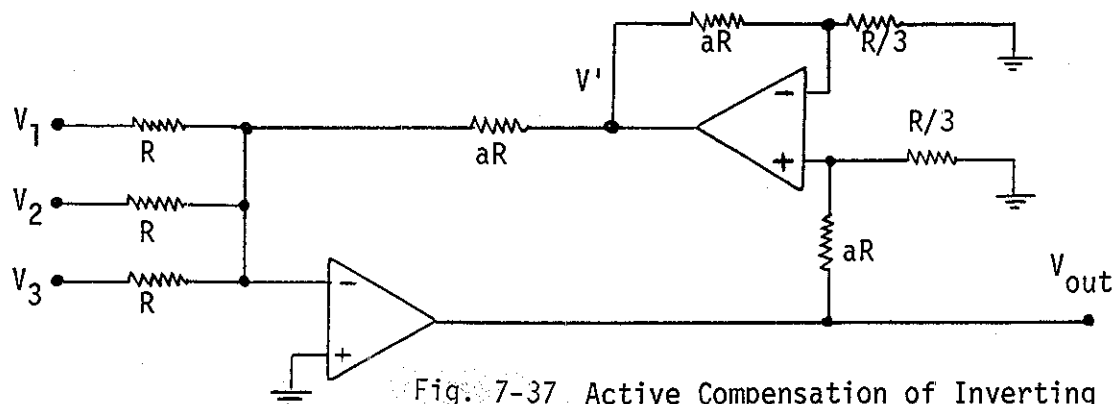 aR
R/3
V'
V1
R
aR
R/3
−
+
V2
R
aR
V3
R
−
+
Vout
Fig. 7-37 Active Compensation of Inverting